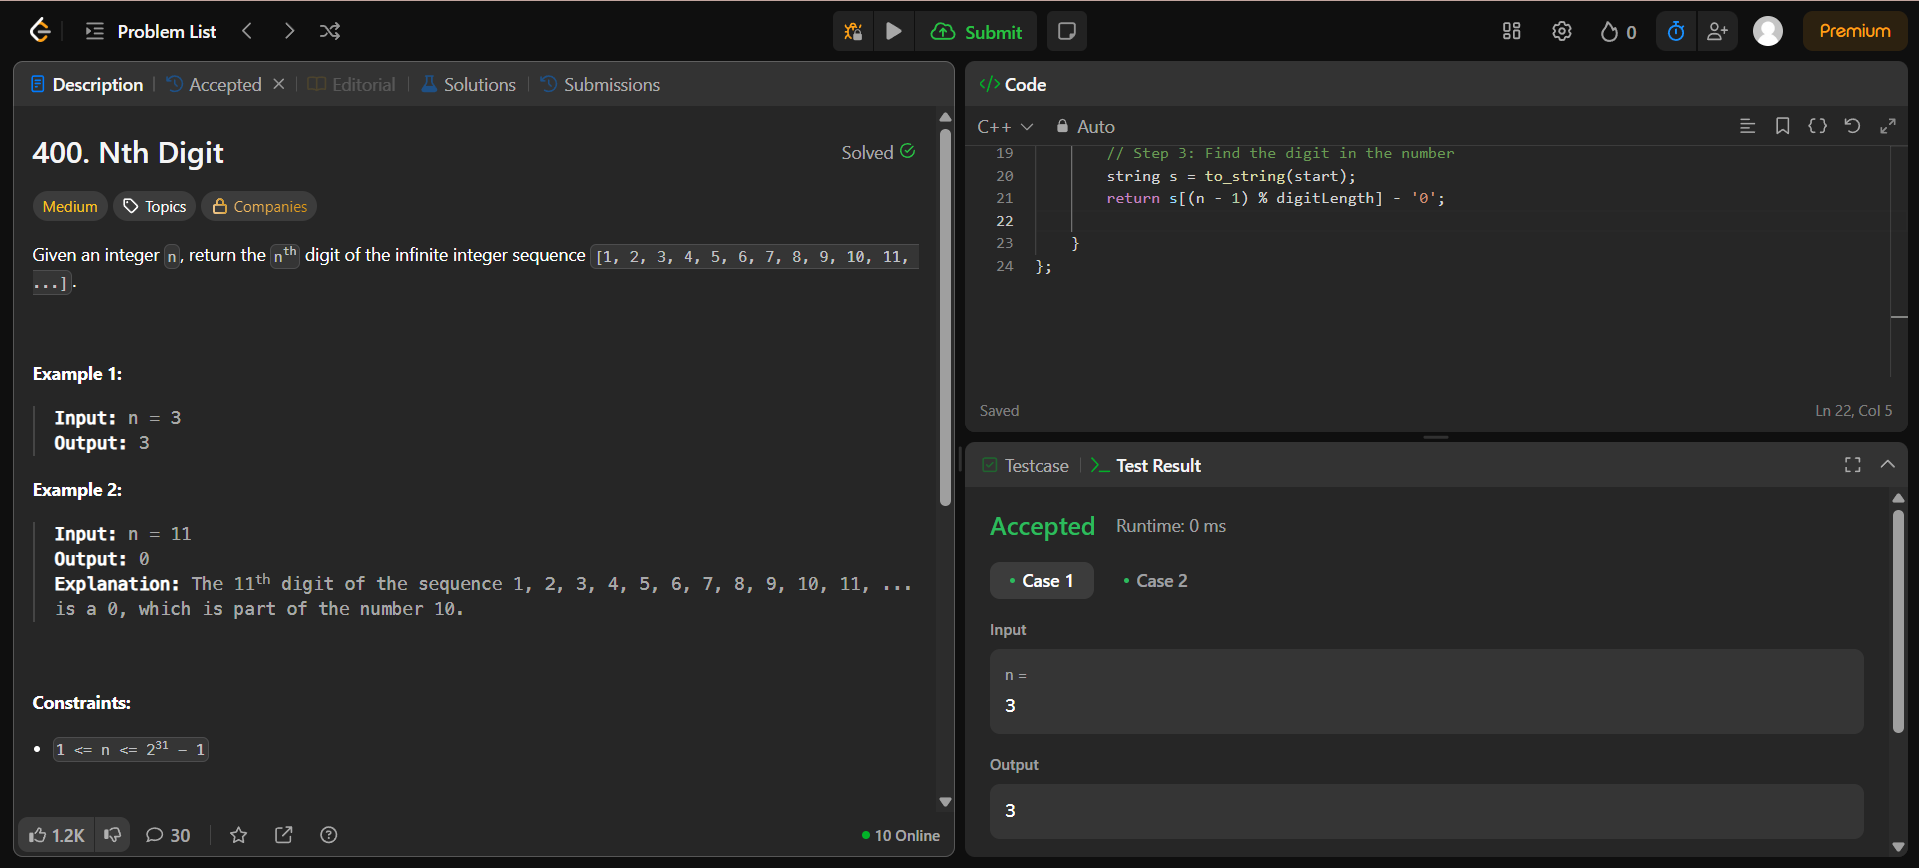 Problem List
Submit
0
Premium
Description
Accepted
Editorial
Solutions
Submissions
400. Nth Digit
Solved
Medium
Topics
Companies
Given an integer n, return the nth digit of the infinite integer sequence [1, 2, 3, 4, 5, 6, 7, 8, 9, 10, 11,
...].
Example 1:
Input: n = 3
Output: 3
Example 2:
Input: n = 11
Output: 0
Explanation: The 11th digit of the sequence 1, 2, 3, 4, 5, 6, 7, 8, 9, 10, 11, ...
is a 0, which is part of the number 10.
Constraints:
1 <= n <= 2^31 - 1
1.2K
30
10 Online
</> Code
C++
Auto
19 // Step 3: Find the digit in the number
20 string s = to_string(start);
21 return s[(n - 1) % digitLength] - '0';
22
23 }
24 };
Saved
Ln 22, Col 5
Testcase
Test Result
Accepted Runtime: 0 ms
Case 1
Case 2
Input
n =
3
Output
3